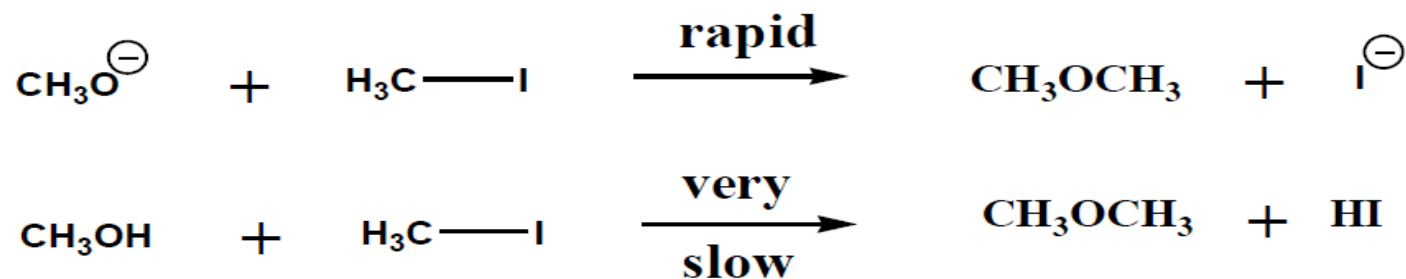 CH₃O⊖ + H₃C—I rapid CH₃OCH₃ + I⊖
CH₃OH + H₃C—I very slow CH₃OCH₃ + HI